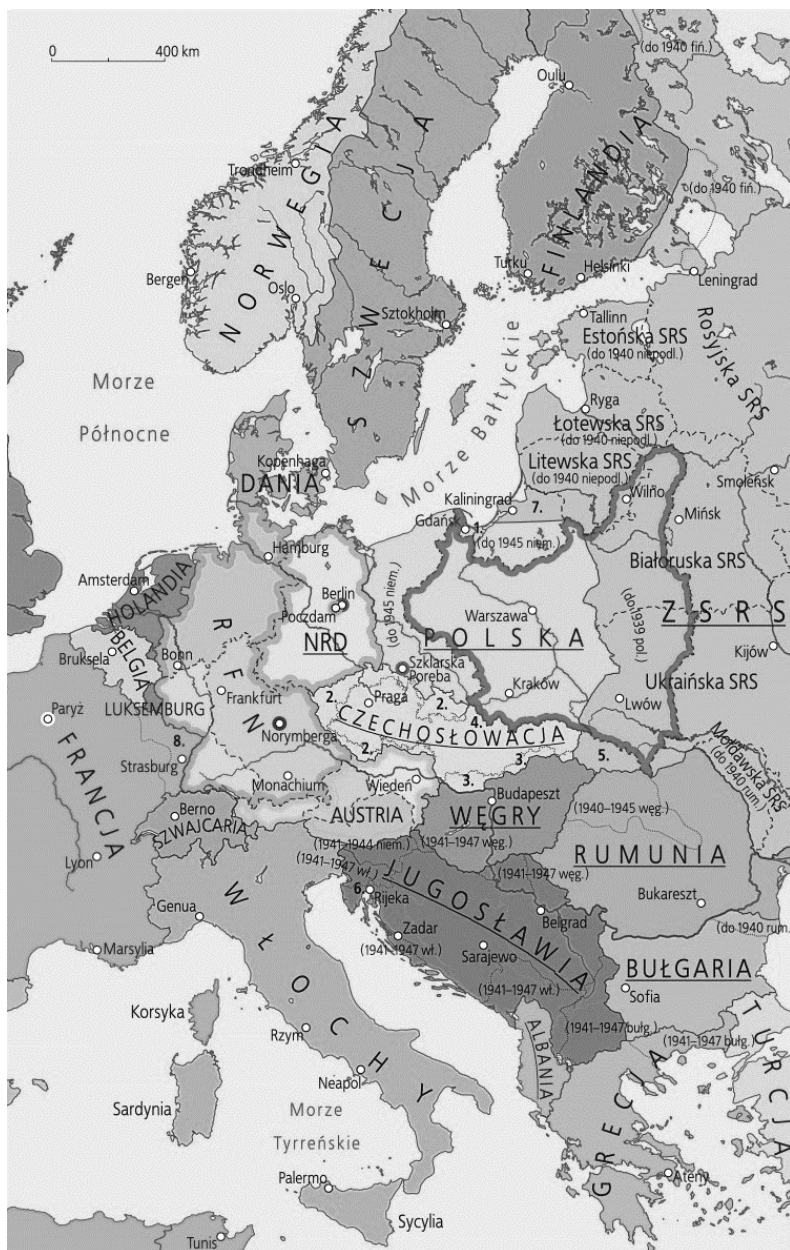 0 400 km
(do 1940 fiń.)
Oulu
NORWEGIA
SZWECJA
FINLANDIA
Trondheim
(do 1940 fiń.)
Bergen
Oslo
Turku
Helsinki
Leningrad
Sztokholm
Tallinn
Estońska SRS
(do 1940 niepodl.)
Rosyjska SRS
Morze
Północne
Morze Bałtyckie
Ryga
Łotewska SRS
(do 1940 niepodl.)
Kopenhaga
DANIA
Litewska SRS
(do 1940 niepodl.)
Smoleńsk
Wilno
Kaliningrad
7.
Gdańsk
1.
Mińsk
(do 1945 niem.)
Hamburg
Białoruska SRS
Amsterdam
HOLANDIA
Berlin
Poczdam
(do 1945 niem.)
Warszawa
(do 1939 pol.)
ZSRS
RFN
NRD
POLSKA
BELGIA
Bruksela
Bonn
Szklarska
Poręba
Kijów
Frankfurt
Kraków
Ukraińska SRS
Lwów
LUKSEMBURG
2.
Praga
2.
4.
Paryż
Norymberga
CZECHOSŁOWACJA
8.
2.
3.
5.
Mołdawska SRS
(do 1940 rum.)
Strasburg
3.
FRANCJA
Monachium
Wiedeń
Budapeszt
Berno
SZWAJCARIA
AUSTRIA
WĘGRY
(1940–1945 węg.)
(1941–1944 niem.)
(1941–1947 węg.)
RUMUNIA
Lyon
(1941–1947 wł.)
(1941–1947 węg.)
6.
Rijeka
JUGOSŁAWIA
Bukareszt
Genua
WŁOCHY
Belgrad
(do 1940 rum.)
Zadar
(1941–1947 wł.)
Sarajewo
Marsylia
BUŁGARIA
(1941–1947 wł.)
Sofia
Korsyka
ALBANIA
(1941–1947 bułg.)
(1941–1947 bułg.)
Rzym
TURCJA
Neapol
GRECJA
Sardynia
Morze
Tyrreńskie
Palermo
Ateny
Sycylia
Tunis